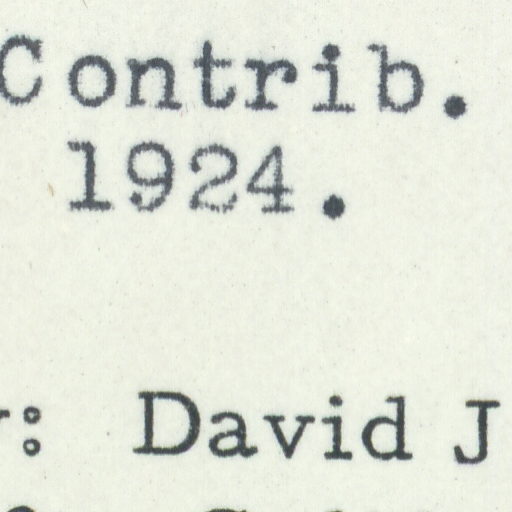 Contrib.
1924.
: David J